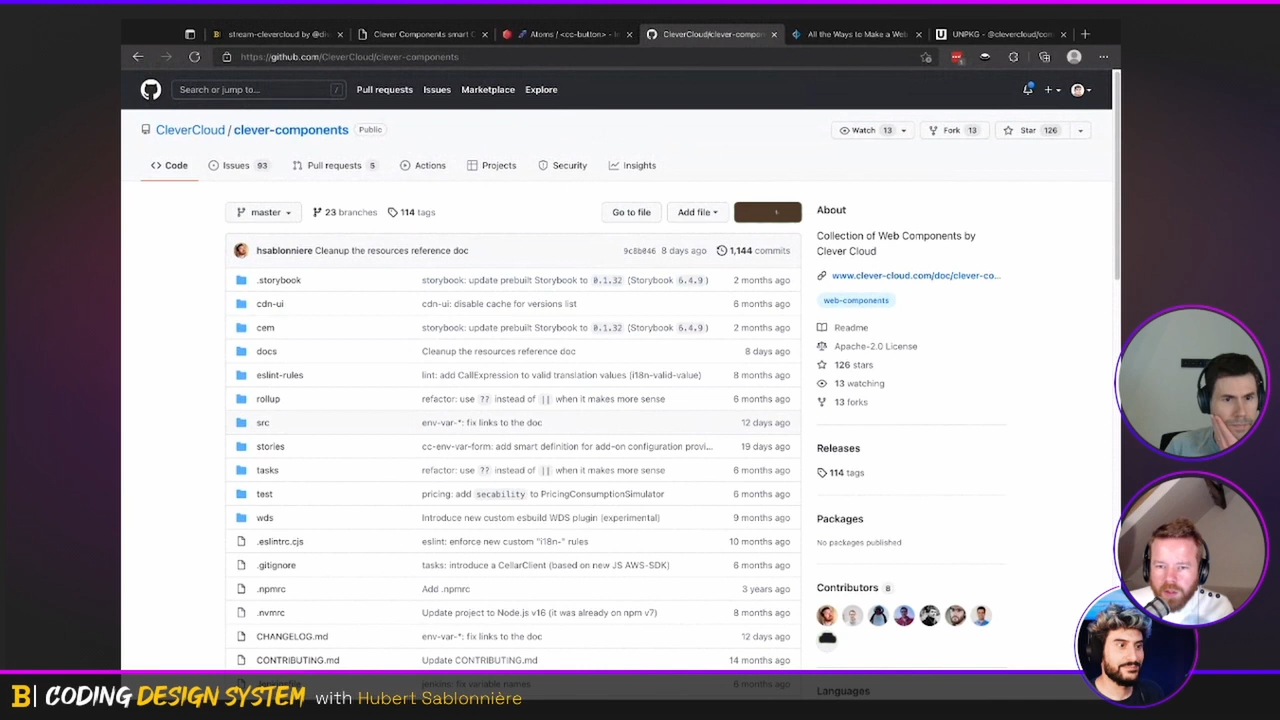 stream-clevercloud by @di
Clever Components smart C
Atoms / <cc-button> - 
CleverCloud/clever-compon
All the Ways to Make a Web
UNPKG - @clevercloud/co
https://github.com/CleverCloud/clever-components
Search or jump to...
/
Pull requests
Issues
Marketplace
Explore
CleverCloud / clever-components
Public
Watch 13
Fork 13
Star 126
Code
Issues 93
Pull requests 5
Actions
Projects
Security
Insights
master
23 branches
114 tags
Go to file
Add file
About
Collection of Web Components by
Clever Cloud
www.clever-cloud.com/doc/clever-co...
web-components
Readme
Apache-2.0 License
126 stars
13 watching
13 forks
Releases
114 tags
Packages
No packages published
Contributors 8
Languages
hsablonniere Cleanup the resources reference doc 9c8b046 8 days ago 1,144 commits
.storybook storybook: update prebuilt Storybook to 0.1.32 (Storybook 6.4.9) 2 months ago
cdn-ui cdn-ui: disable cache for versions list 6 months ago
cem storybook: update prebuilt Storybook to 0.1.32 (Storybook 6.4.9) 2 months ago
docs Cleanup the resources reference doc 8 days ago
eslint-rules lint: add CallExpression to valid translation values (i18n-valid-value) 8 months ago
rollup refactor: use ?? instead of || when it makes more sense 6 months ago
src env-var-*: fix links to the doc 12 days ago
stories cc-env-var-form: add smart definition for add-on configuration provi... 19 days ago
tasks refactor: use ?? instead of || when it makes more sense 6 months ago
test pricing: add secability to PricingConsumptionSimulator 6 months ago
wds Introduce new custom esbuild WDS plugin (experimental) 9 months ago
.eslintrc.cjs eslint: enforce new custom "i18n-" rules 10 months ago
.gitignore tasks: introduce a CellarClient (based on new JS AWS-SDK) 6 months ago
.npmrc Add .npmrc 3 years ago
.nvmrc Update project to Node.js v16 (it was already on npm v7) 8 months ago
CHANGELOG.md env-var-*: fix links to the doc 12 days ago
CONTRIBUTING.md Update CONTRIBUTING.md 14 months ago
B| CODING DESIGN SYSTEM with Hubert Sablonnière